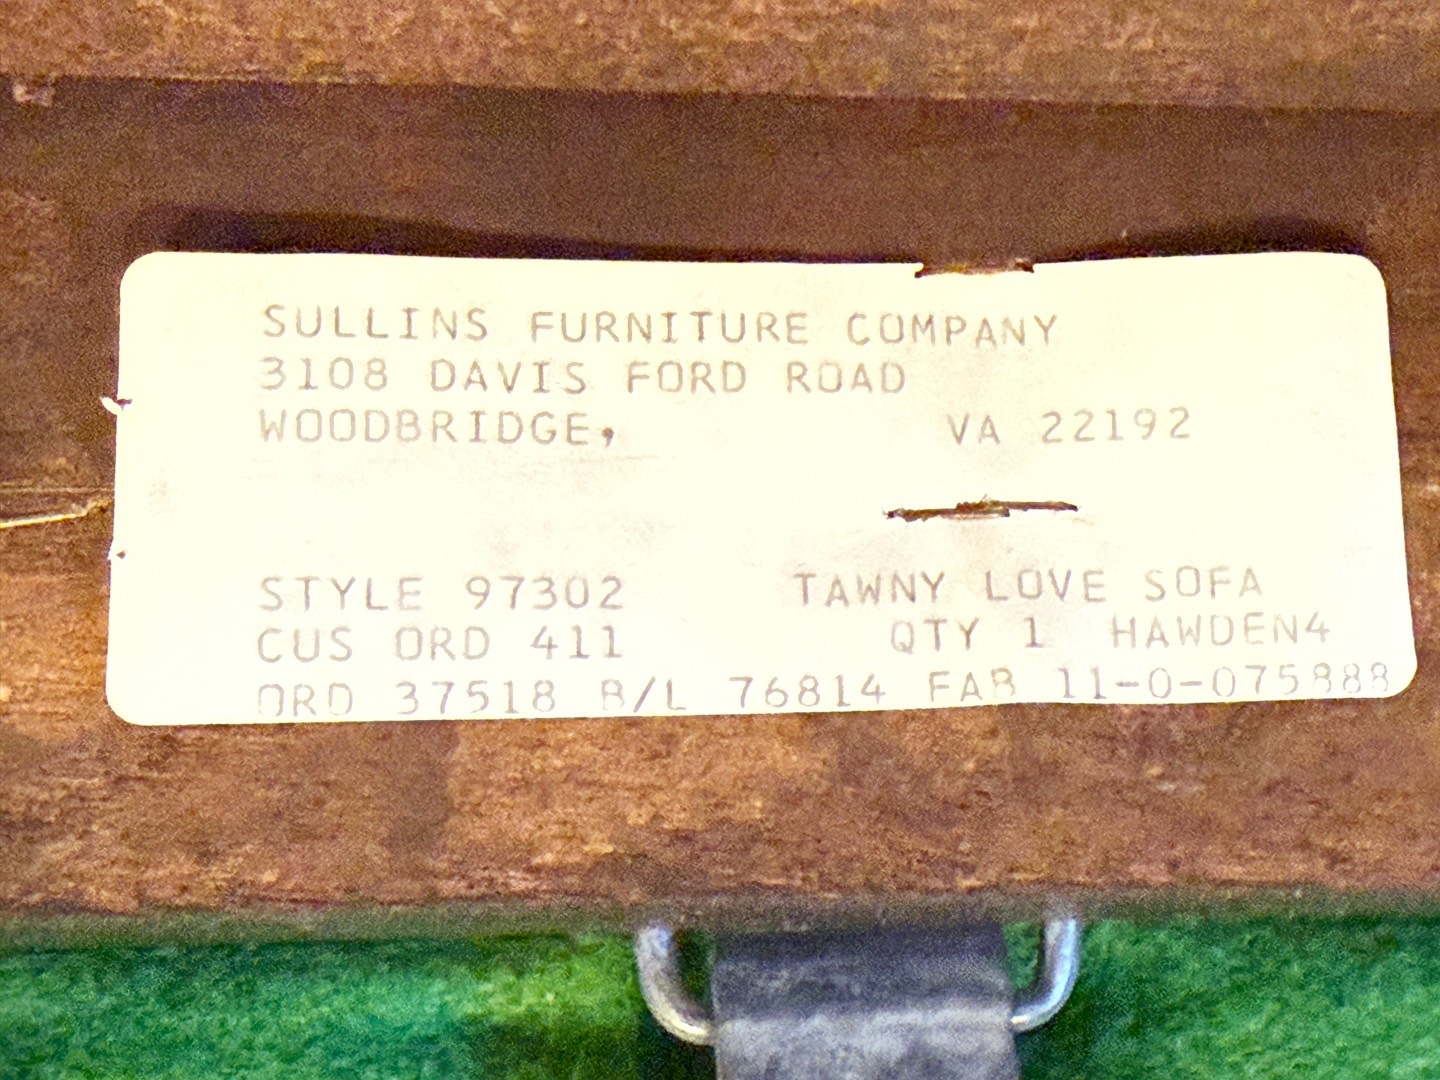 SULLINS FURNITURE COMPANY
3108 DAVIS FORD ROAD
WOODBRIDGE, VA 22192
STYLE 97302 TAWNY LOVE SOFA
CUS ORD 411 QTY 1 HAWDEN4
ORD 37518 B/L 76814 FAB 11-0-075888